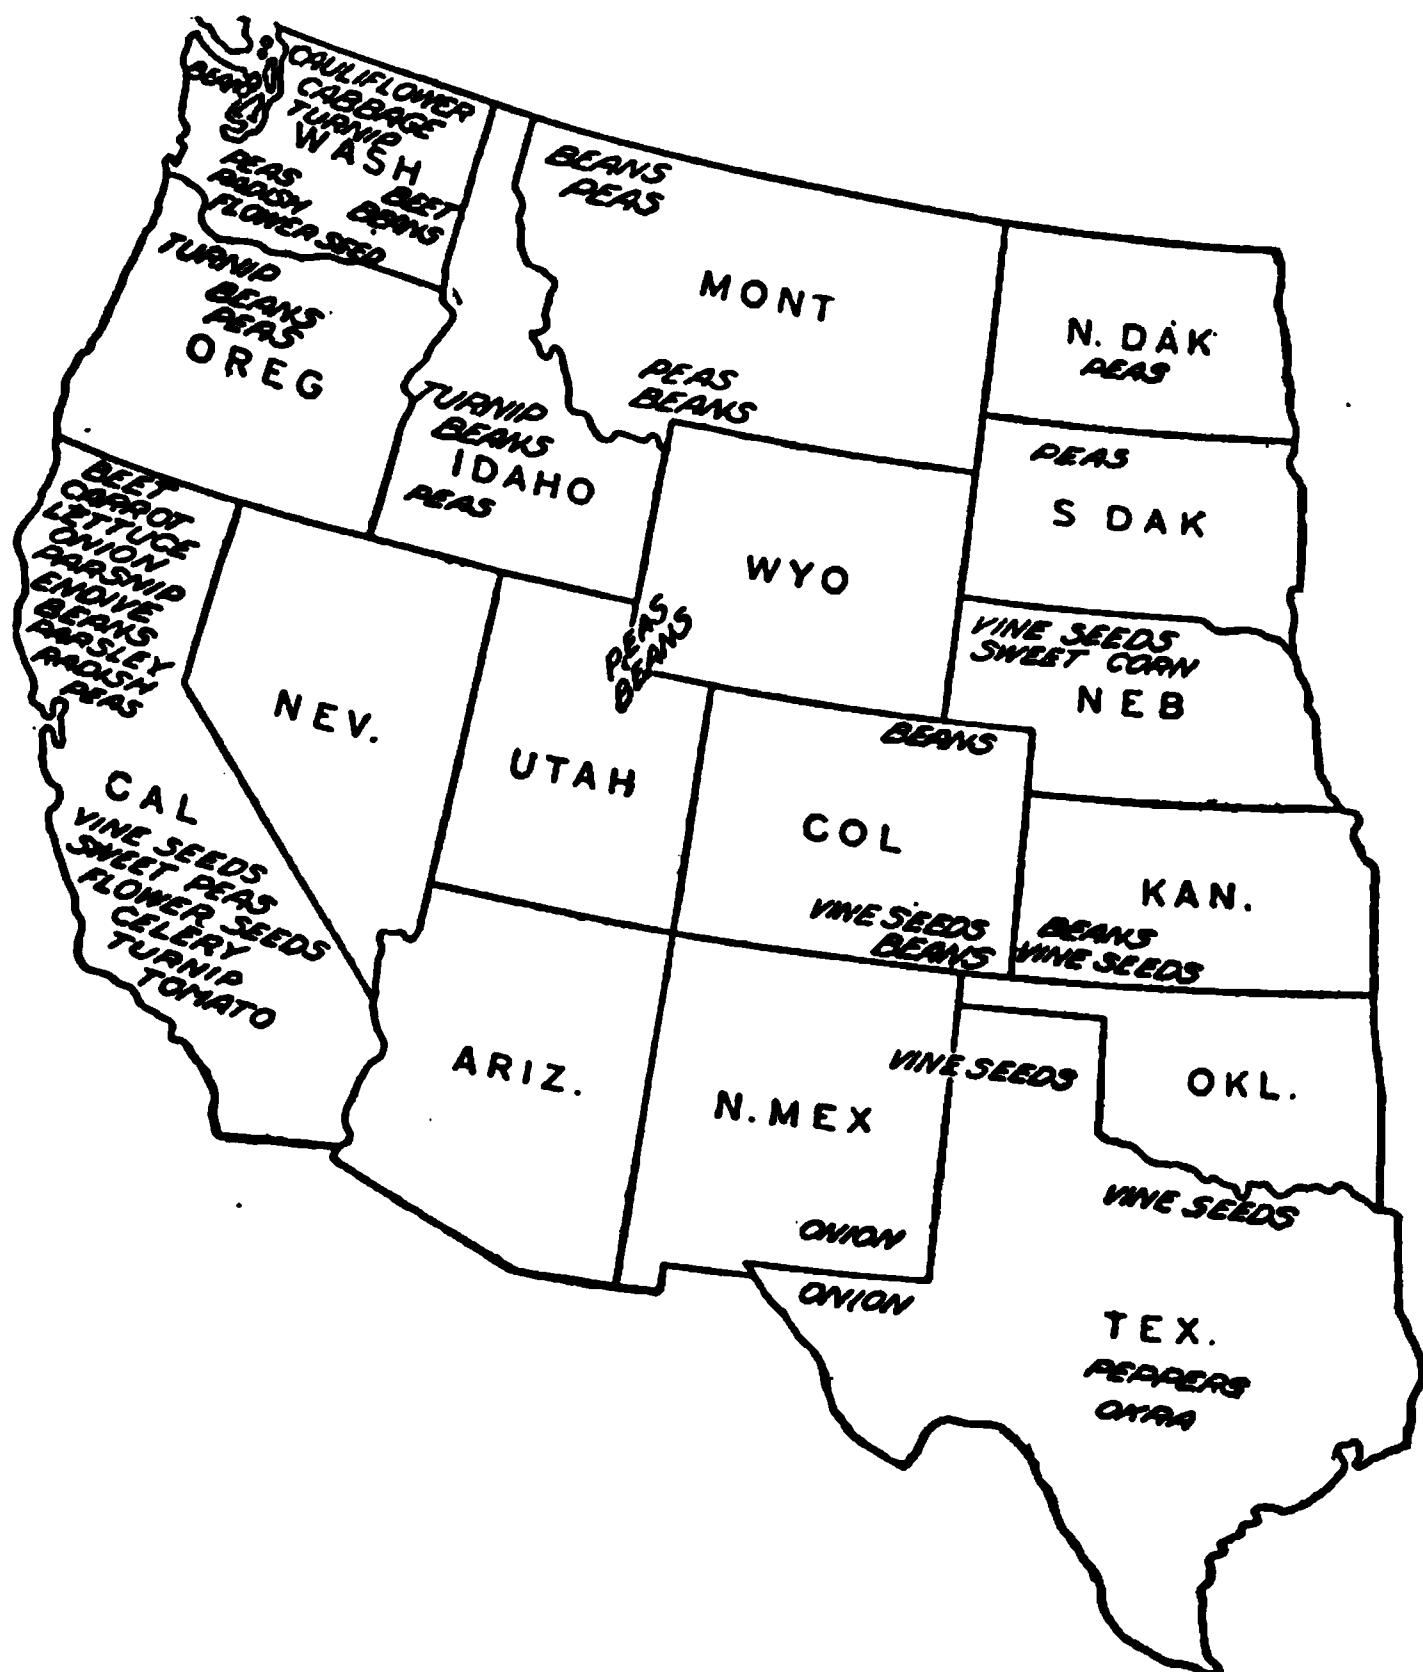 BEANS
CAULIFLOWER
CABBAGE
TURNIP
WASH
PEAS
RADISH
FLOWER SEED
BEET
BEANS
TURNIP
BEANS
PEAS
OREG
BEANS
PEAS
MONT
PEAS
BEANS
N. DAK
PEAS
TURNIP
BEANS
IDAHO
PEAS
PEAS
S DAK
WYO
PEAS
BEANS
VINE SEEDS
SWEET CORN
NEB
BEET
CARROT
LETTUCE
ONION
PARSNIP
ENDIVE
BEANS
PARSLEY
RADISH
PEAS
CAL
VINE SEEDS
SWEET PEAS
FLOWER SEEDS
CELERY
TURNIP
TOMATO
NEV.
UTAH
BEANS
COL
VINE SEEDS
BEANS
KAN.
BEANS
VINE SEEDS
ARIZ.
N. MEX
VINE SEEDS
OKL.
ONION
ONION
VINE SEEDS
TEX.
PEPPERS
OKRA